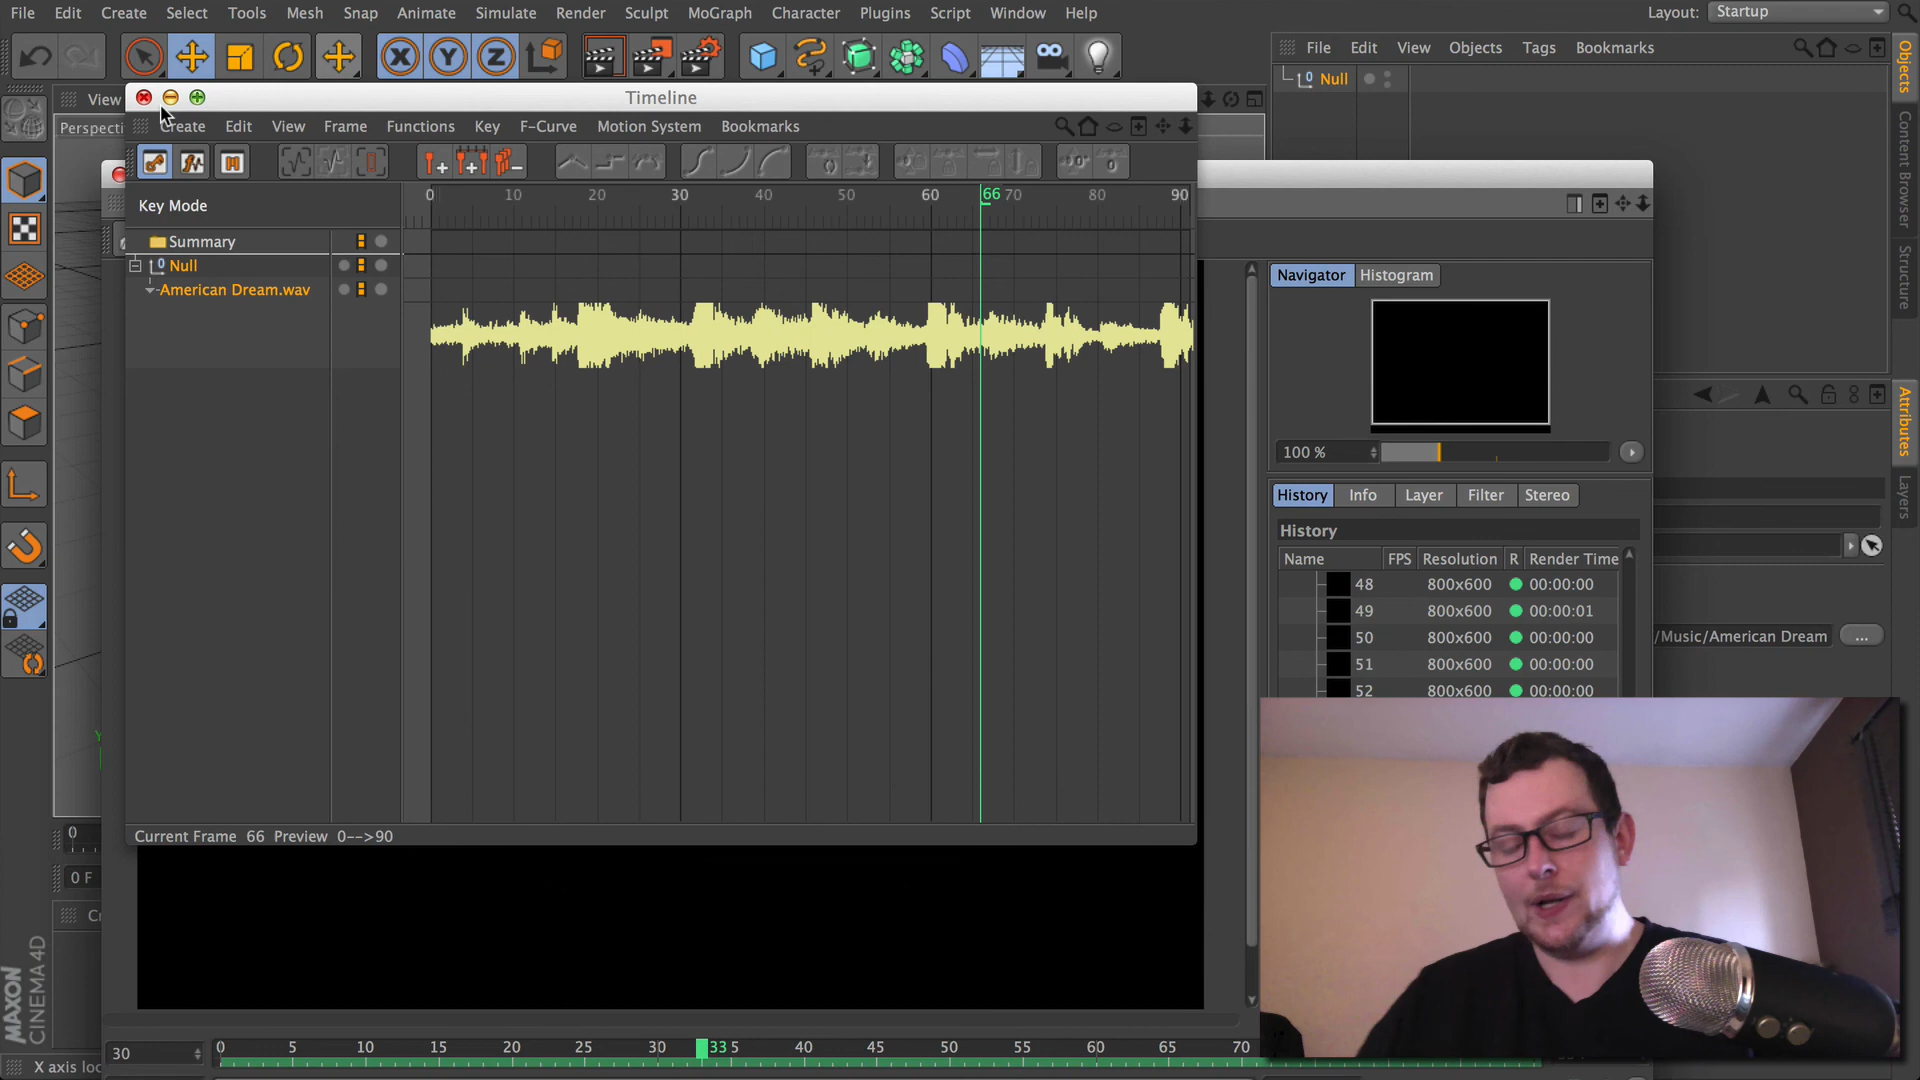 File Edit Create Select Tools Mesh Snap Animate Simulate Render Sculpt MoGraph Character Plugins Script Window Help
Layout: Startup
X Y Z
File Edit View Objects Tags Bookmarks
Null
View
Perspecti
Timeline
Create Edit View Frame Functions Key F-Curve Motion System Bookmarks
0 10 20 30 40 50 60 66 70 80 90
Key Mode
Summary
Null
American Dream.wav
Current Frame 66 Preview 0-->90
Navigator Histogram
100 %
History Info Layer Filter Stereo
History
Name FPS Resolution R Render Time
48 800x600 00:00:00
49 800x600 00:00:01
50 800x600 00:00:00
51 800x600 00:00:00
52 800x600 00:00:00
/Music/American Dream ...
Objects
Content Browser
Structure
Attributes
Layers
Y
0
0 F
Cr
MAXON
CINEMA 4D
30
0 5 10 15 20 25 30 33 5 40 45 50 55 60 65 70
X axis loc